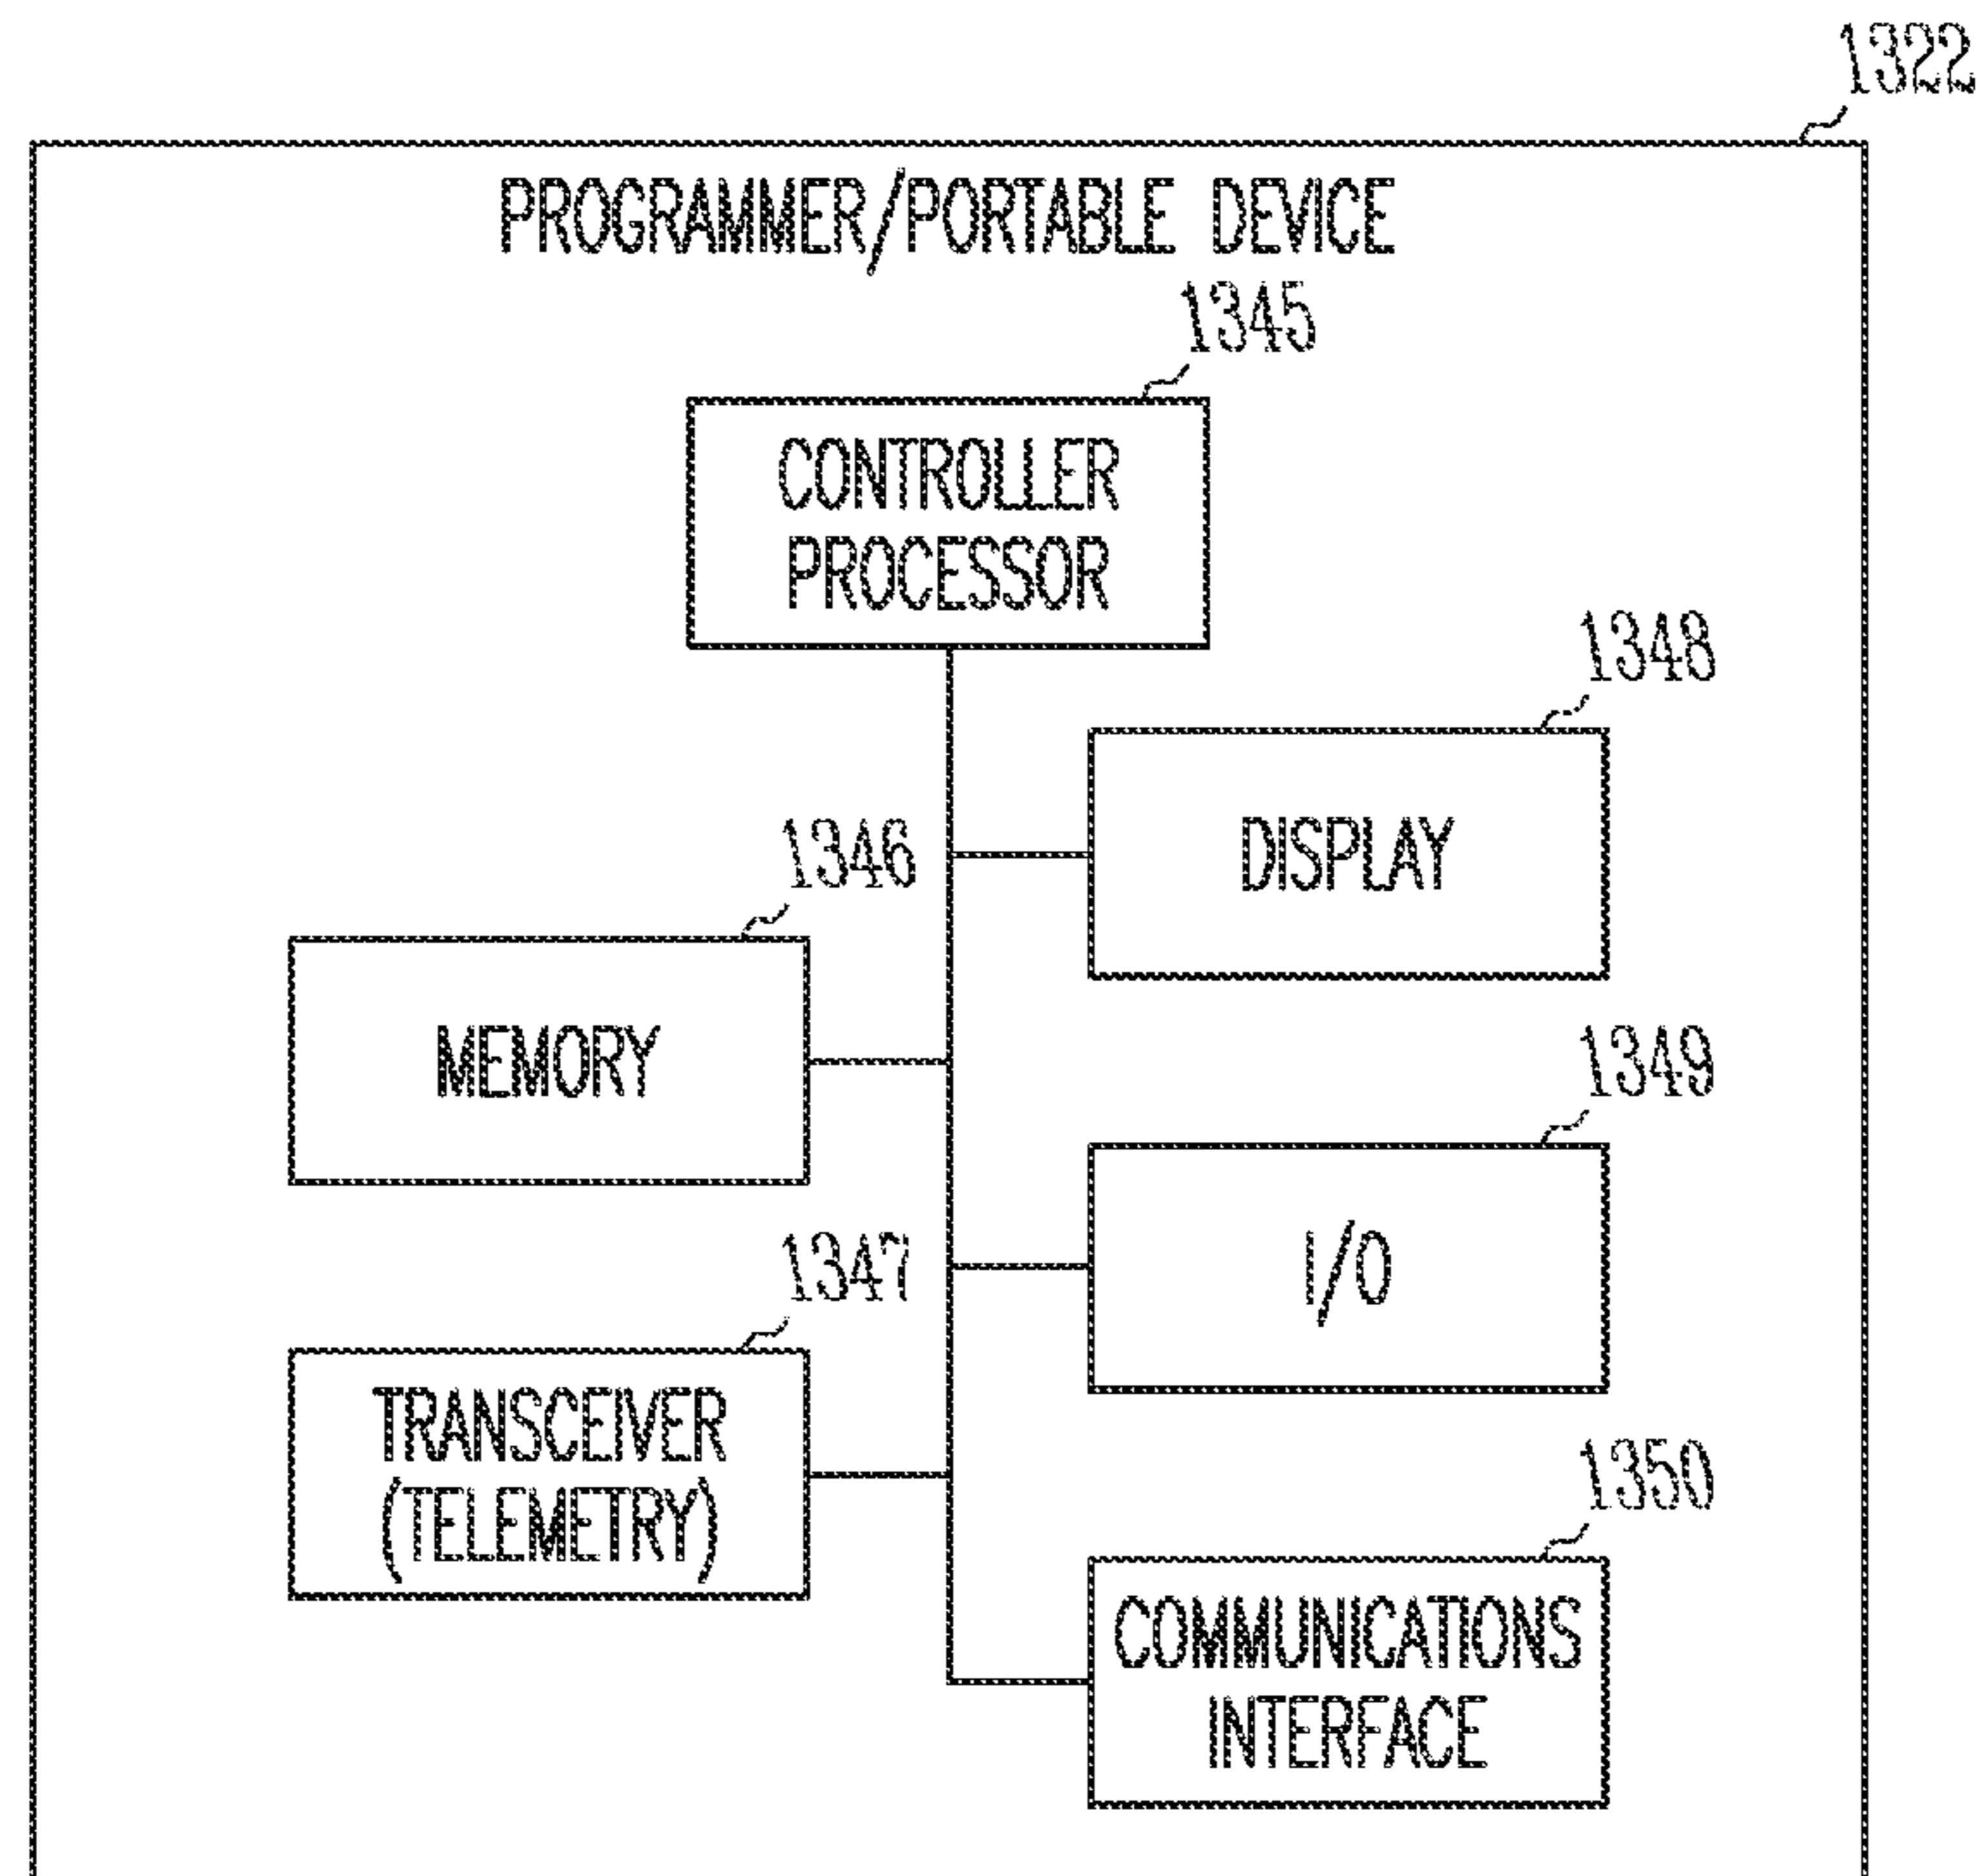 1322
PROGRAMMER/PORTABLE DEVICE
1345
CONTROLLER
PROCESSOR
1348
DISPLAY
1346
MEMORY
1349
I/O
1347
TRANSCEIVER
(TELEMETRY)
1350
COMMUNICATIONS
INTERFACE